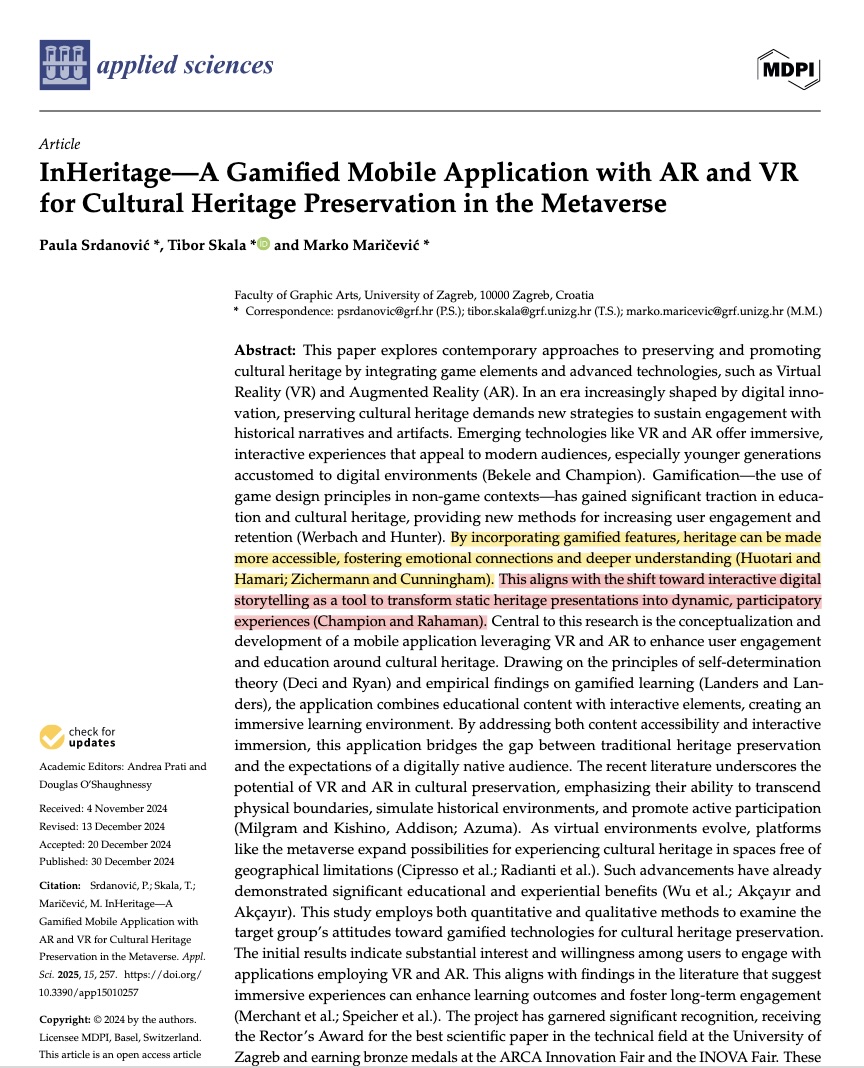 applied sciences
MDPI
Article
InHeritage—A Gamified Mobile Application with AR and VR
for Cultural Heritage Preservation in the Metaverse
Paula Srdanović *, Tibor Skala * iD and Marko Maričević *
Faculty of Graphic Arts, University of Zagreb, 10000 Zagreb, Croatia
* Correspondence: psrdanovic@grf.hr (P.S.); tibor.skala@grf.unizg.hr (T.S.); marko.maricevic@grf.unizg.hr (M.M.)
Abstract: This paper explores contemporary approaches to preserving and promoting
cultural heritage by integrating game elements and advanced technologies, such as Virtual
Reality (VR) and Augmented Reality (AR). In an era increasingly shaped by digital inno-
vation, preserving cultural heritage demands new strategies to sustain engagement with
historical narratives and artifacts. Emerging technologies like VR and AR offer immersive,
interactive experiences that appeal to modern audiences, especially younger generations
accustomed to digital environments (Bekele and Champion). Gamification—the use of
game design principles in non-game contexts—has gained significant traction in educa-
tion and cultural heritage, providing new methods for increasing user engagement and
retention (Werbach and Hunter). By incorporating gamified features, heritage can be made
more accessible, fostering emotional connections and deeper understanding (Huotari and
Hamari; Zichermann and Cunningham). This aligns with the shift toward interactive digital
storytelling as a tool to transform static heritage presentations into dynamic, participatory
experiences (Champion and Rahaman). Central to this research is the conceptualization and
development of a mobile application leveraging VR and AR to enhance user engagement
and education around cultural heritage. Drawing on the principles of self-determination
theory (Deci and Ryan) and empirical findings on gamified learning (Landers and Lan-
ders), the application combines educational content with interactive elements, creating an
immersive learning environment. By addressing both content accessibility and interactive
immersion, this application bridges the gap between traditional heritage preservation
and the expectations of a digitally native audience. The recent literature underscores the
potential of VR and AR in cultural preservation, emphasizing their ability to transcend
physical boundaries, simulate historical environments, and promote active participation
(Milgram and Kishino, Addison; Azuma). As virtual environments evolve, platforms
like the metaverse expand possibilities for experiencing cultural heritage in spaces free of
geographical limitations (Cipresso et al.; Radianti et al.). Such advancements have already
demonstrated significant educational and experiential benefits (Wu et al.; Akçayır and
Akçayır). This study employs both quantitative and qualitative methods to examine the
target group's attitudes toward gamified technologies for cultural heritage preservation.
The initial results indicate substantial interest and willingness among users to engage with
applications employing VR and AR. This aligns with findings in the literature that suggest
immersive experiences can enhance learning outcomes and foster long-term engagement
(Merchant et al.; Speicher et al.). The project has garnered significant recognition, receiving
the Rector's Award for the best scientific paper in the technical field at the University of
Zagreb and earning bronze medals at the ARCA Innovation Fair and the INOVA Fair. These
check for
updates
Academic Editors: Andrea Prati and
Douglas O'Shaughnessy
Received: 4 November 2024
Revised: 13 December 2024
Accepted: 20 December 2024
Published: 30 December 2024
Citation: Srdanović, P.; Skala, T.;
Maričević, M. InHeritage—A
Gamified Mobile Application with
AR and VR for Cultural Heritage
Preservation in the Metaverse. Appl.
Sci. 2025, 15, 257. https://doi.org/
10.3390/app15010257
Copyright: © 2024 by the authors.
Licensee MDPI, Basel, Switzerland.
This article is an open access article